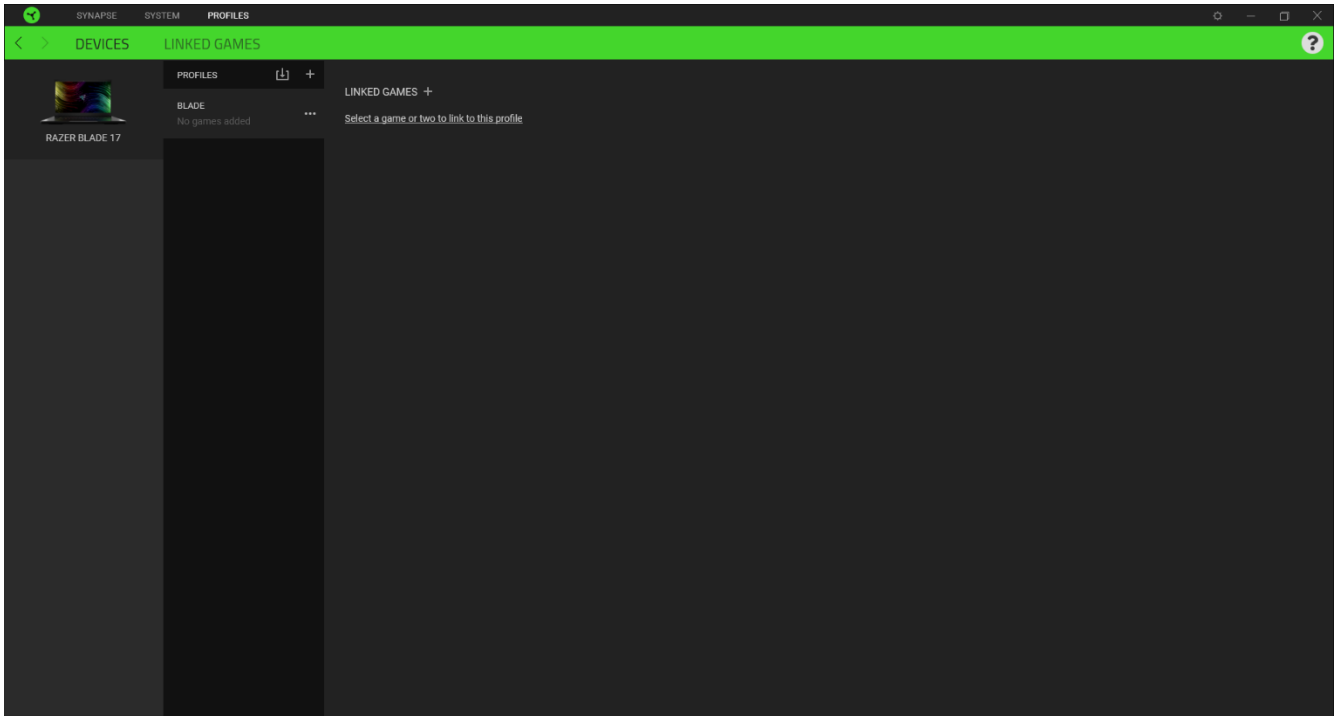 SYNAPSE SYSTEM PROFILES
DEVICES LINKED GAMES
?
RAZER BLADE 17
PROFILES
BLADE
No games added
LINKED GAMES
Select a game or two to link to this profile